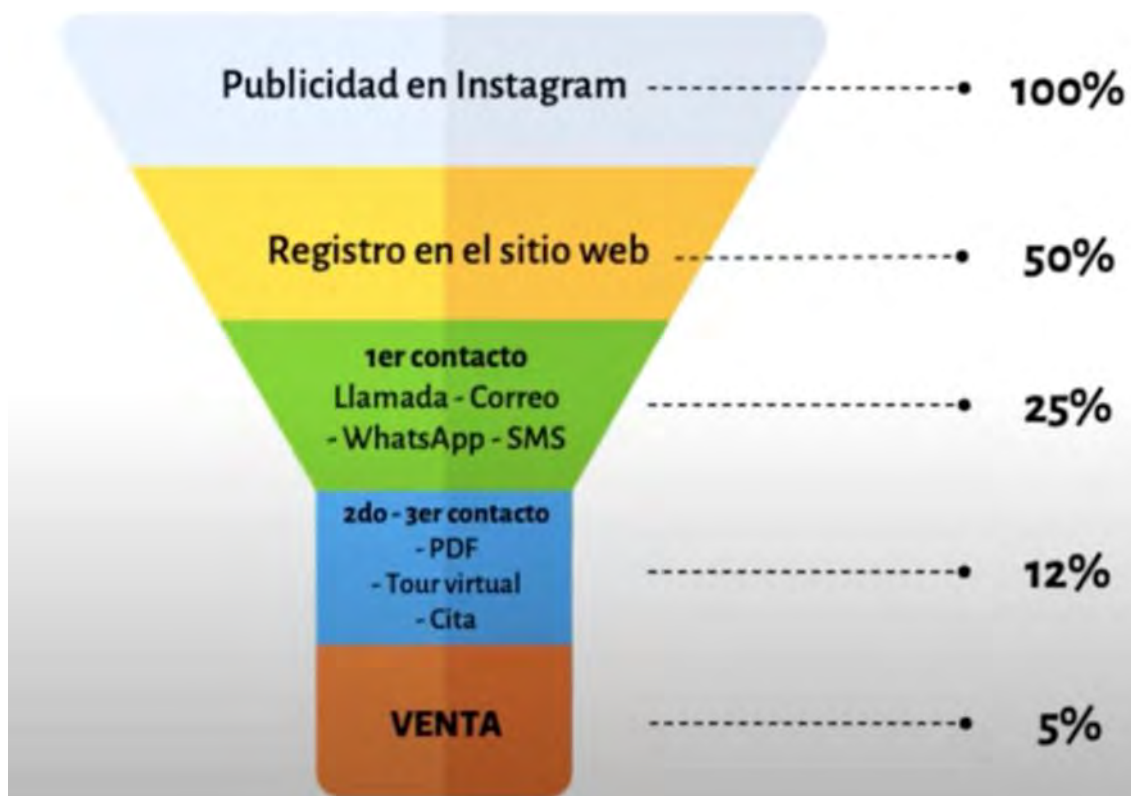 Publicidad en Instagram
100%
Registro en el sitio web
50%
1er contacto
Llamada - Correo
- WhatsApp - SMS
25%
2do - 3er contacto
- PDF
- Tour virtual
- Cita
12%
VENTA
5%